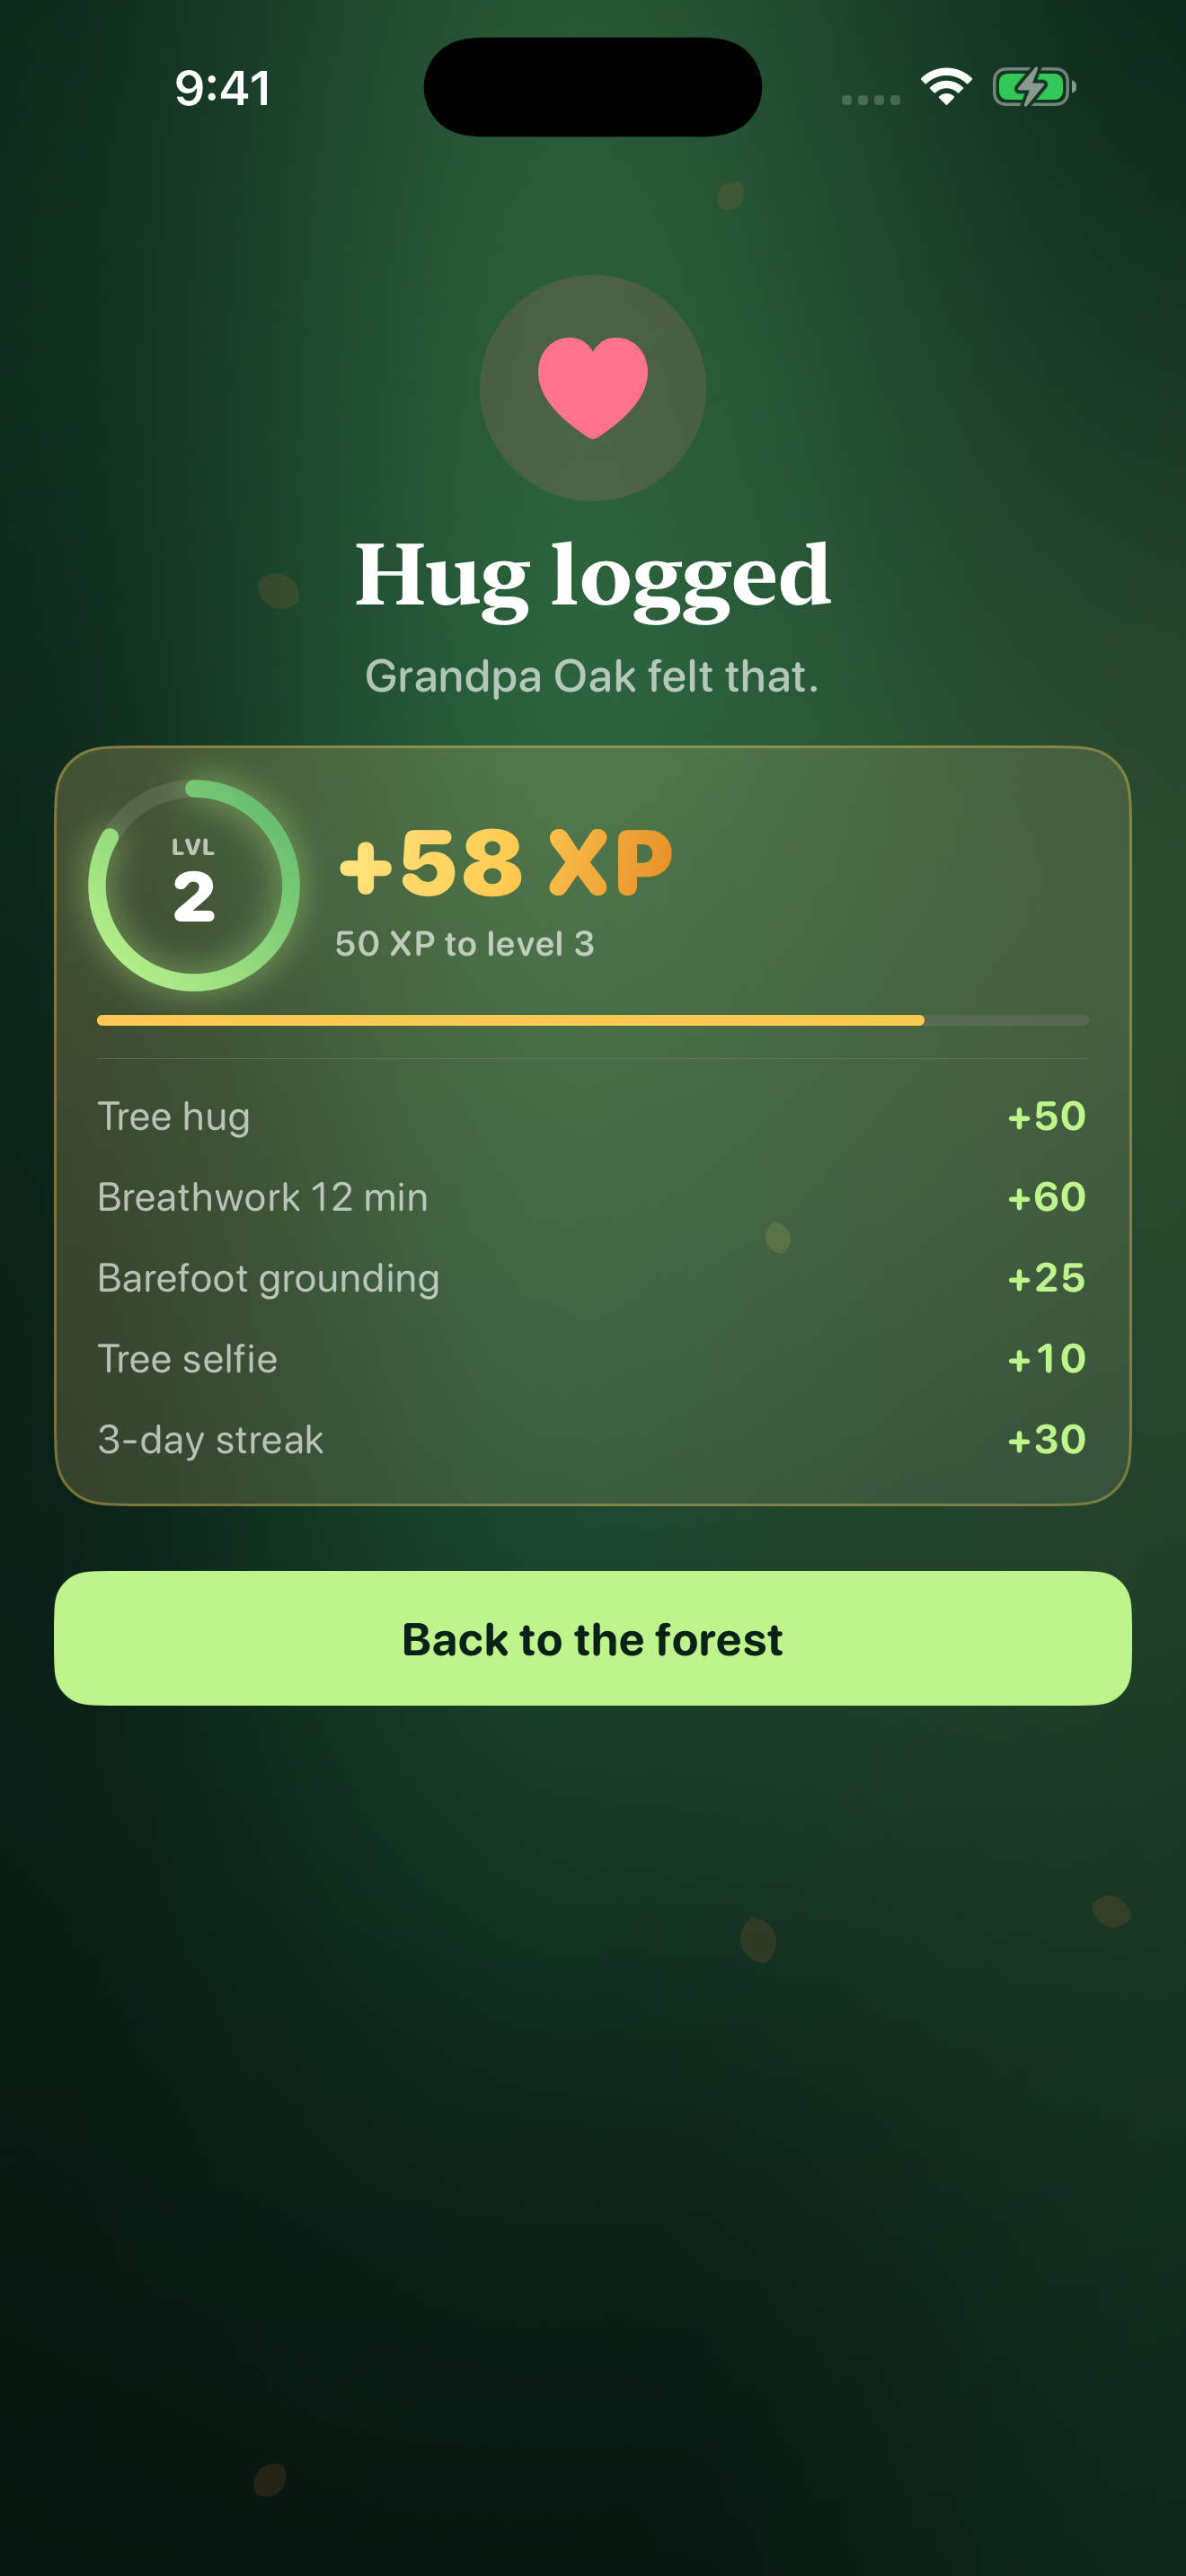 9:41
Hug logged
Grandpa Oak felt that.
LVL
2
+58 XP
50 XP to level 3
Tree hug +50
Breathwork 12 min +60
Barefoot grounding +25
Tree selfie +10
3-day streak +30
Back to the forest